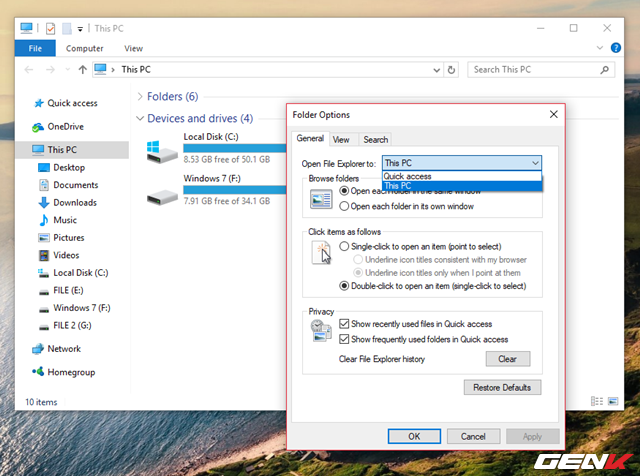 This PC
File Computer View
This PC
Search This PC
Quick access
OneDrive
This PC
Desktop
Documents
Downloads
Music
Pictures
Videos
Local Disk (C:)
FILE (E:)
Windows 7 (F:)
FILE 2 (G:)
Network
Homegroup
10 items
Folders (6)
Devices and drives (4)
Local Disk (C:)
8.53 GB free of 50.1 GB
Windows 7 (F:)
7.91 GB free of 34.1 GB
Folder Options
General View Search
Open File Explorer to: This PC
Quick access
This PC
Browse folders
Open each folder in the same window
Open each folder in its own window
Click items as follows
Single-click to open an item (point to select)
Underline icon titles consistent with my browser
Underline icon titles only when I point at them
Double-click to open an item (single-click to select)
Privacy
Show recently used files in Quick access
Show frequently used folders in Quick access
Clear File Explorer history Clear
Restore Defaults
OK Cancel Apply
GENK